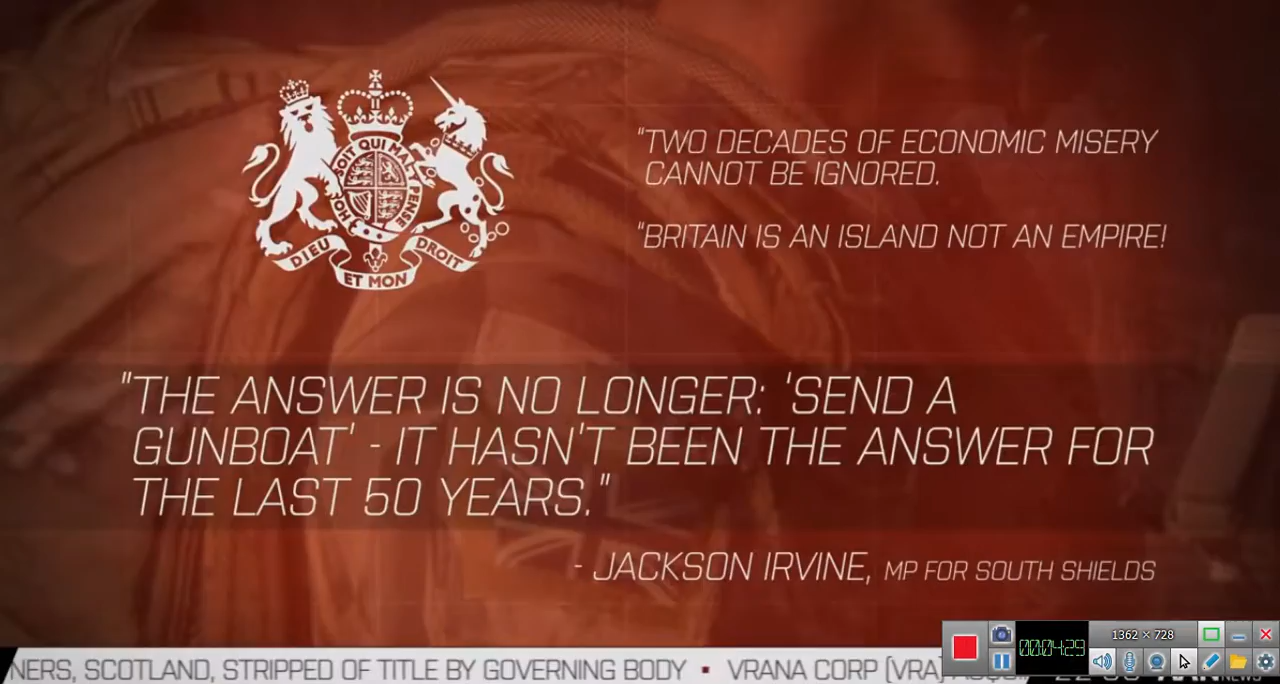 HONI SOIT QUI MAL
PENSE
DIEU ET MON DROIT
"TWO DECADES OF ECONOMIC MISERY
CANNOT BE IGNORED.
"BRITAIN IS AN ISLAND NOT AN EMPIRE!
"THE ANSWER IS NO LONGER: 'SEND A
GUNBOAT' - IT HASN'T BEEN THE ANSWER FOR
THE LAST 50 YEARS."
- JACKSON IRVINE, MP FOR SOUTH SHIELDS
1362 × 728
00:04:29
NERS, SCOTLAND, STRIPPED OF TITLE BY GOVERNING BODY ▪ VRANA CORP (VRA)
NEWS